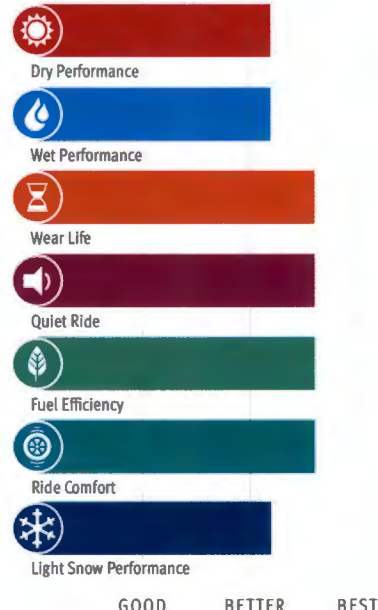 Dry Performance
Wet Performance
Wear Life
Quiet Ride
Fuel Efficiency
Ride Comfort
Light Snow Performance
GOOD BETTER BEST